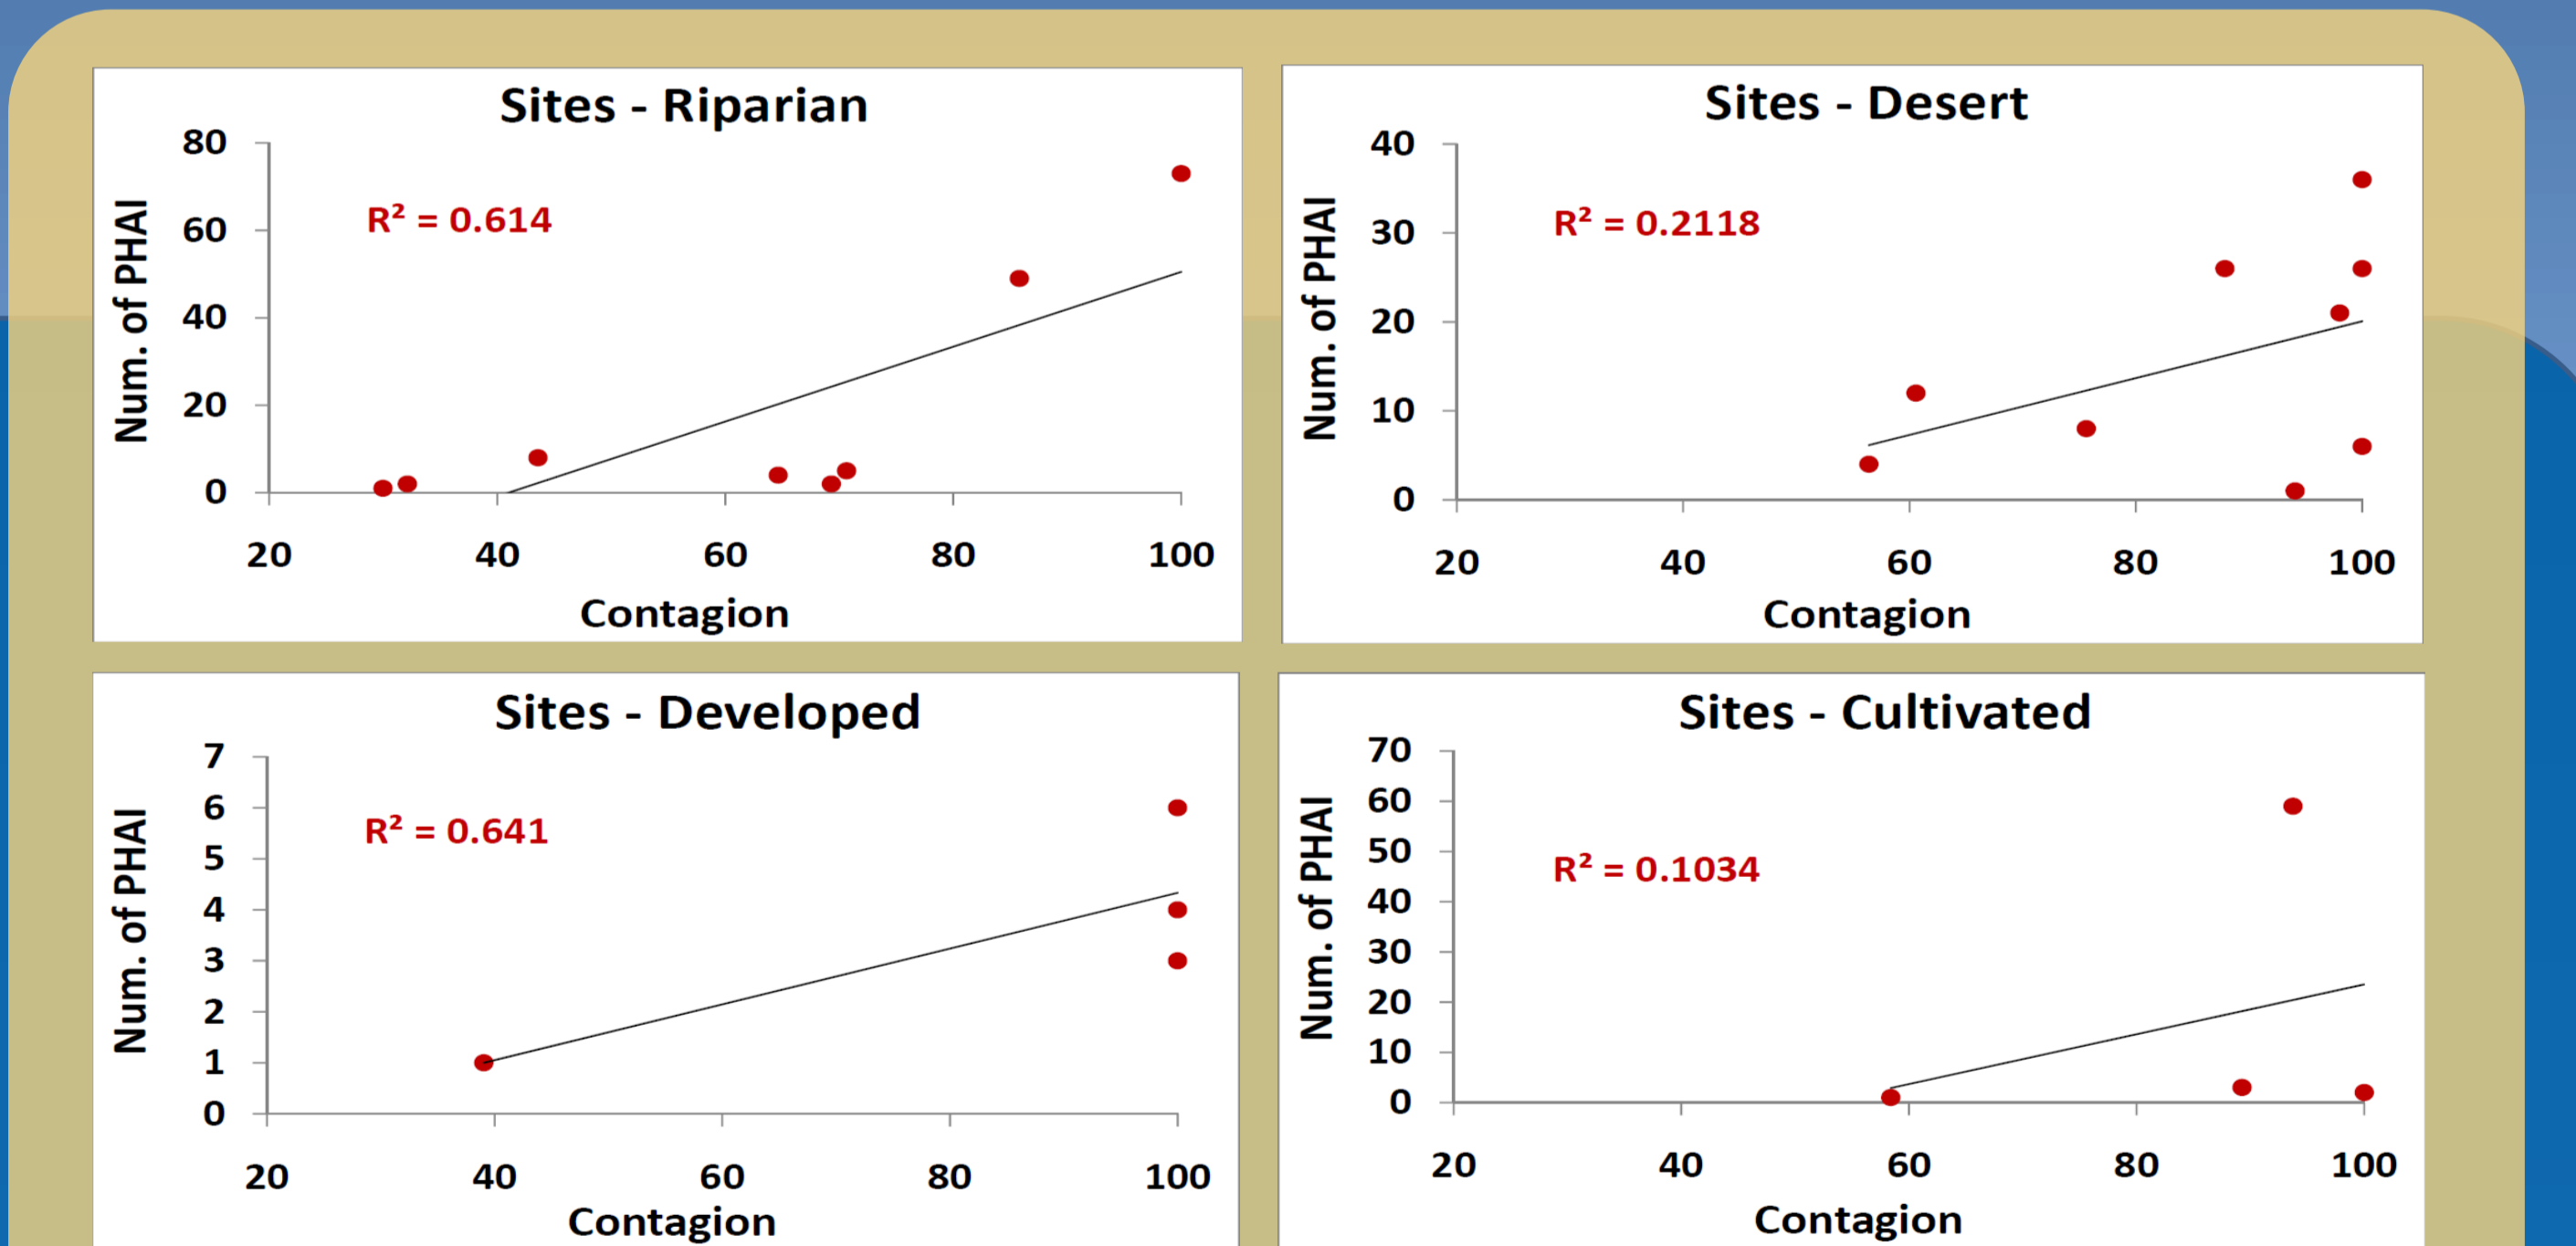 Sites - Riparian
80
60
40
20
0
Num. of PHAI
R² = 0.614
20 40 60 80 100
Contagion
Sites - Desert
40
30
20
10
0
Num. of PHAI
R² = 0.2118
20 40 60 80 100
Contagion
Sites - Developed
7
6
5
4
3
2
1
0
Num. of PHAI
R² = 0.641
20 40 60 80 100
Contagion
Sites - Cultivated
70
60
50
40
30
20
10
0
Num. of PHAI
R² = 0.1034
20 40 60 80 100
Contagion